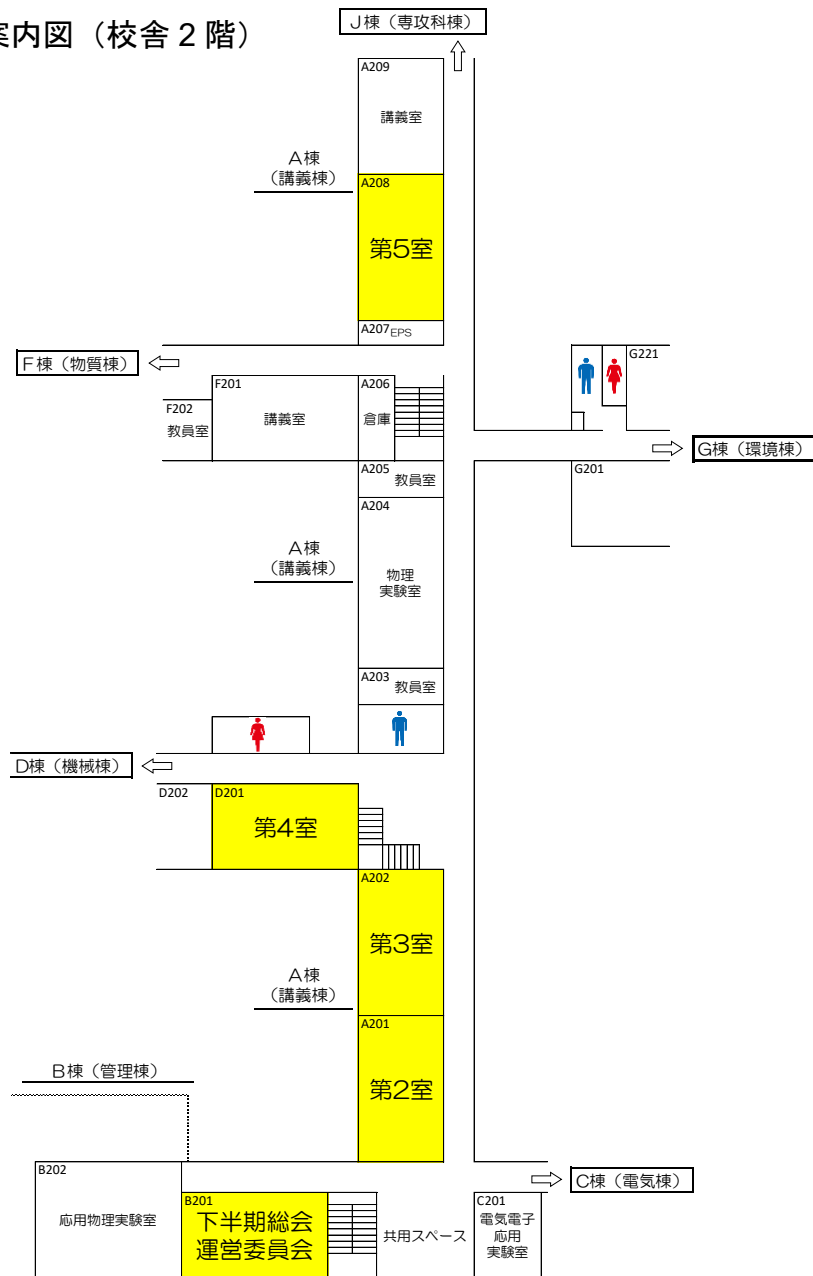 案内図（校舎２階）
Ｊ棟（専攻科棟）
A209
講義室
Ａ棟
（講義棟）
A208
第5室
A207 EPS
Ｆ棟（物質棟）
G221
F201
講義室
A206
倉庫
F202
教員室
Ｇ棟（環境棟）
A205
教員室
G201
A204
物理
実験室
Ａ棟
（講義棟）
A203
教員室
Ｄ棟（機械棟）
D202
D201
第4室
A202
第3室
Ａ棟
（講義棟）
A201
第2室
Ｂ棟（管理棟）
B202
応用物理実験室
Ｃ棟（電気棟）
B201
下半期総会
運営委員会
共用スペース
C201
電気電子
応用
実験室